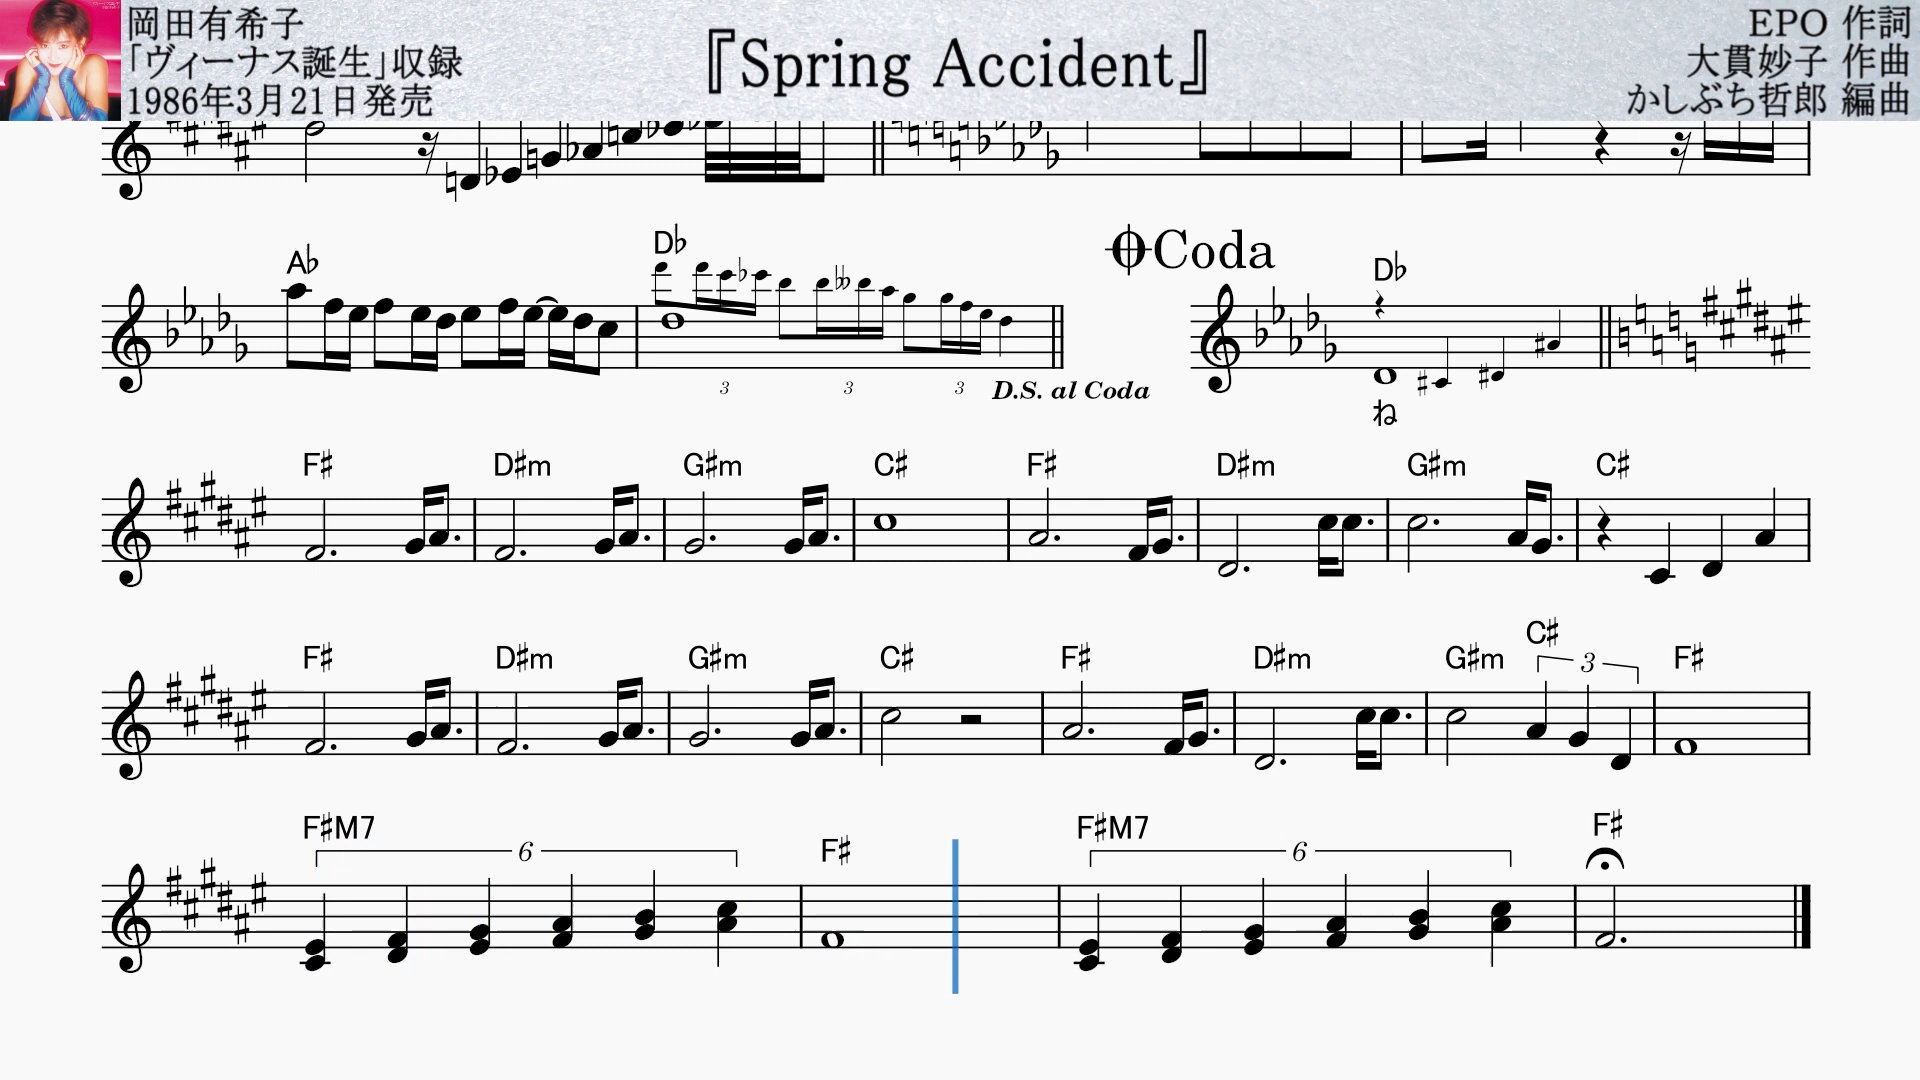 岡田有希子
「ヴィーナス誕生」収録
1986年3月21日発売
『Spring Accident』
EPO 作詞
大貫妙子 作曲
かしぶち哲郎 編曲
A♭ D♭ Coda D♭
3 3 3 D.S. al Coda
ね
F♯ D♯m G♯m C♯ F♯ D♯m G♯m C♯
F♯ D♯m G♯m C♯ F♯ D♯m G♯m C♯ F♯
3
F♯M7 F♯ F♯M7 F♯
6 6